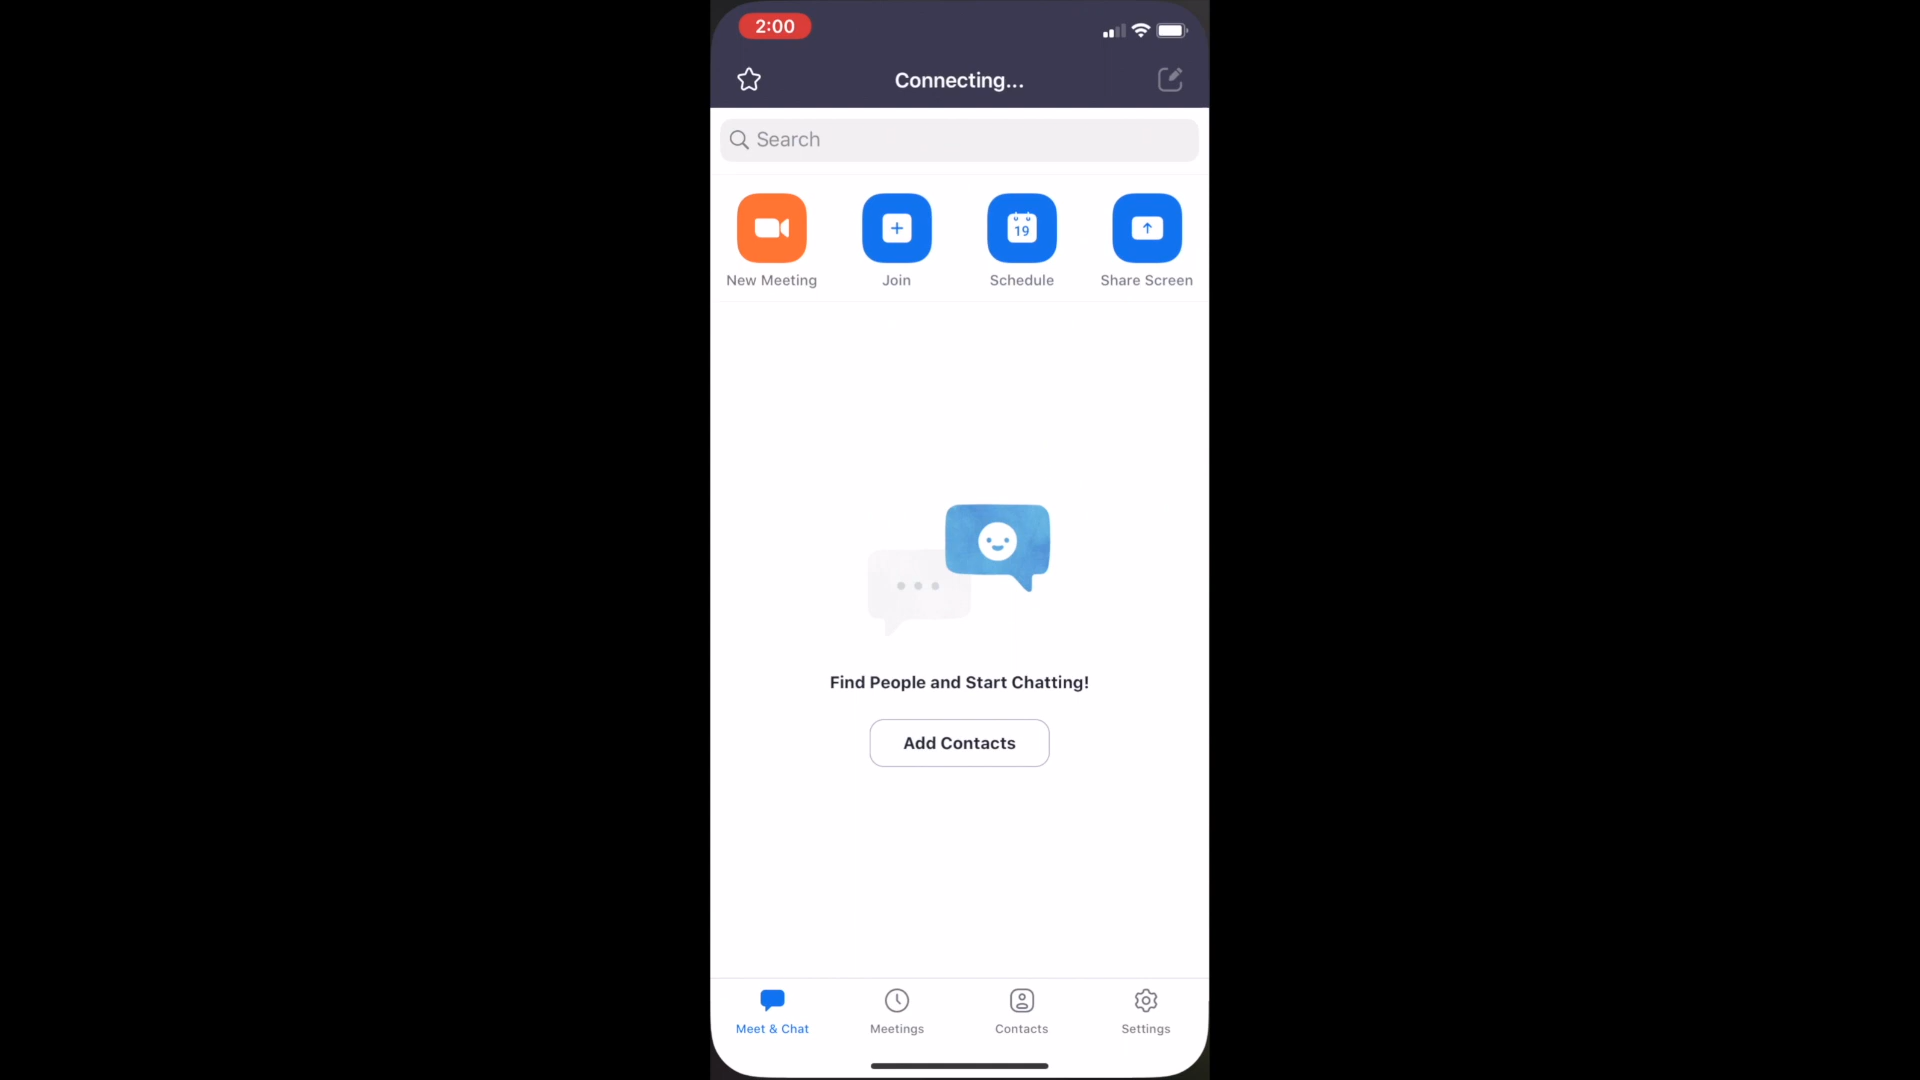 2:00
Connecting...
Search
19
New Meeting
Join
Schedule
Share Screen
Find People and Start Chatting!
Add Contacts
Meet & Chat
Meetings
Contacts
Settings